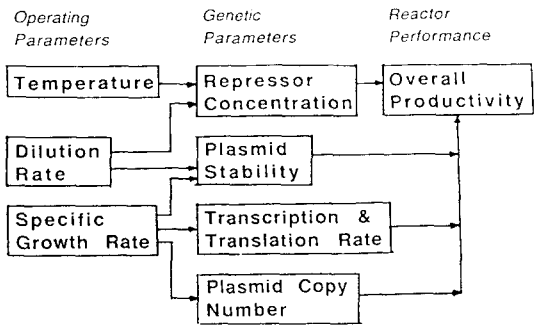 Operating Genetic Reactor
Parameters Parameters Performance
Temperature Repressor Overall
Concentration Productivity
Dilution Plasmid
Rate Stability
Specific Transcription &
Growth Rate Translation Rate
Plasmid Copy
Number